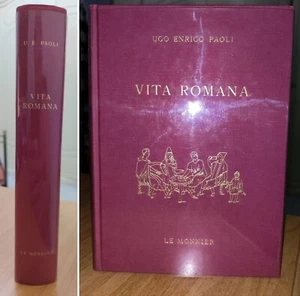 U. E. PAOLI
VITA
ROMANA
LE MONNIER
UGO ENRICO PAOLI
VITA ROMANA
LE MONNIER